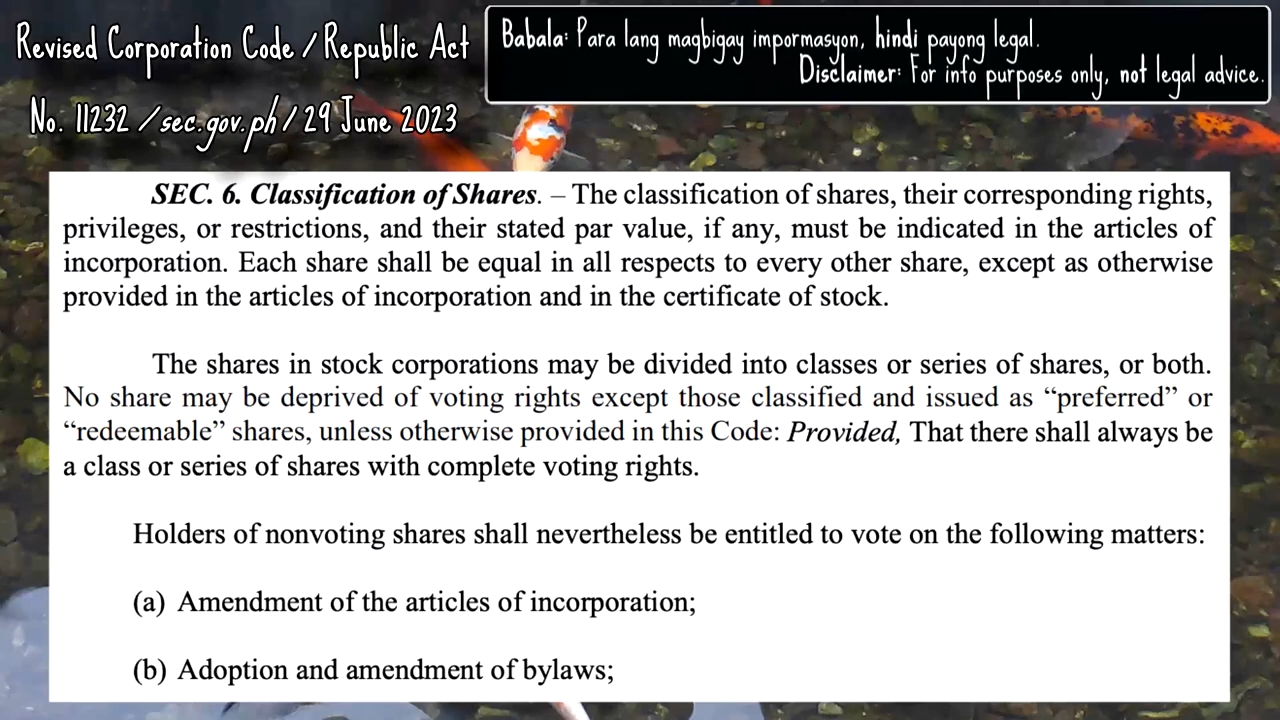 Revised Corporation Code / Republic Act
No. 11232 / sec.gov.ph / 29 June 2023
Babala: Para lang magbigay impormasyon, hindi payong legal.
Disclaimer: For info purposes only, not legal advice.
SEC. 6. Classification of Shares. – The classification of shares, their corresponding rights,
privileges, or restrictions, and their stated par value, if any, must be indicated in the articles of
incorporation. Each share shall be equal in all respects to every other share, except as otherwise
provided in the articles of incorporation and in the certificate of stock.
The shares in stock corporations may be divided into classes or series of shares, or both.
No share may be deprived of voting rights except those classified and issued as “preferred” or
“redeemable” shares, unless otherwise provided in this Code: Provided, That there shall always be
a class or series of shares with complete voting rights.
Holders of nonvoting shares shall nevertheless be entitled to vote on the following matters:
(a) Amendment of the articles of incorporation;
(b) Adoption and amendment of bylaws;